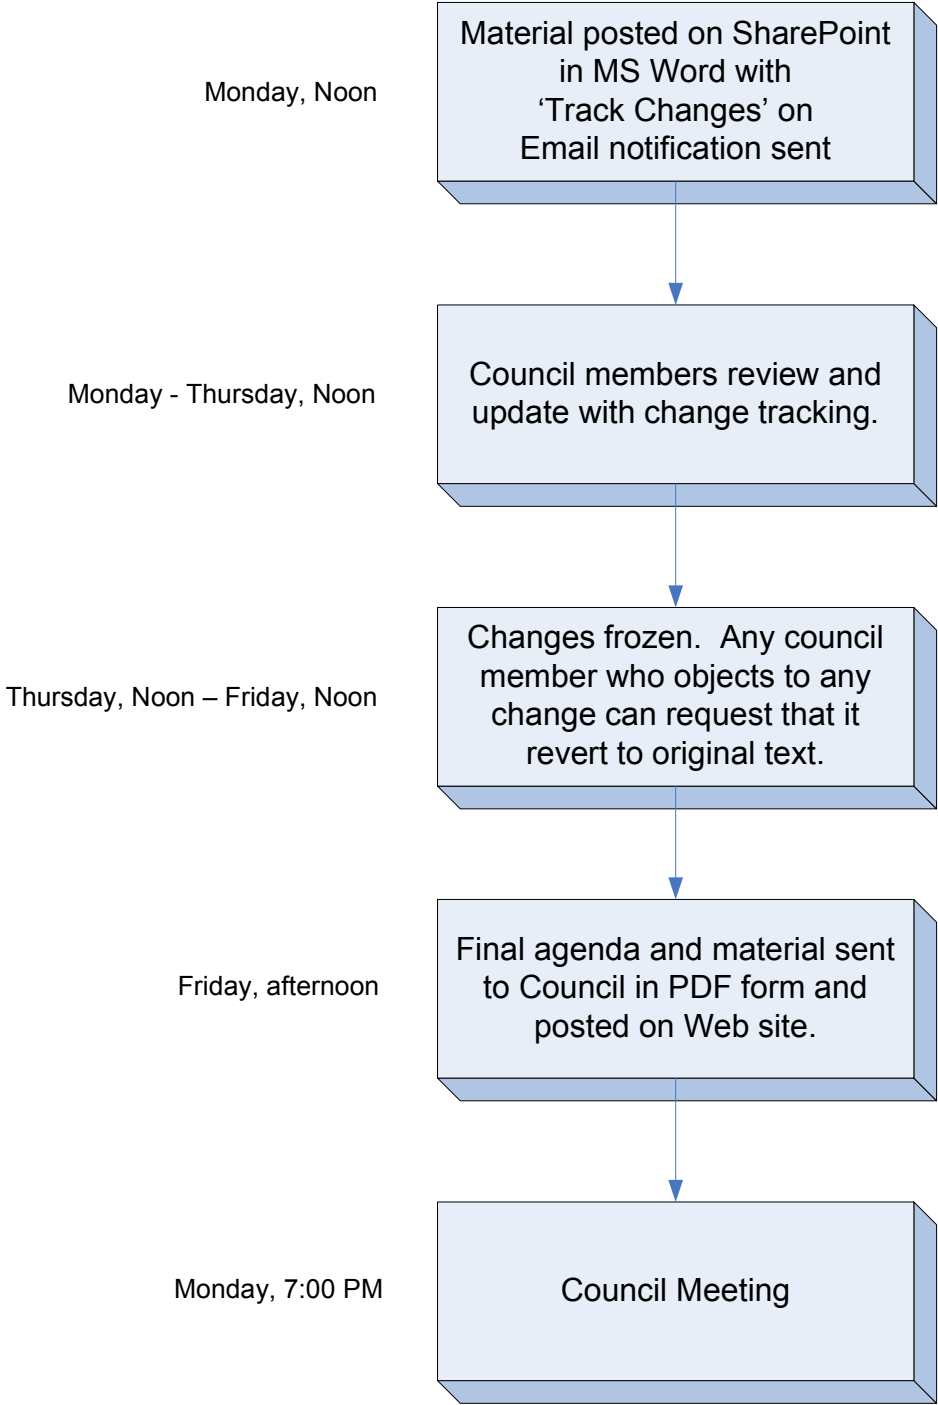 Material posted on SharePoint
in MS Word with
‘Track Changes’ on
Email notification sent
Monday, Noon
Council members review and
update with change tracking.
Monday - Thursday, Noon
Changes frozen.  Any council
member who objects to any
change can request that it
revert to original text.
Thursday, Noon – Friday, Noon
Final agenda and material sent
to Council in PDF form and
posted on Web site.
Friday, afternoon
Council Meeting
Monday, 7:00 PM